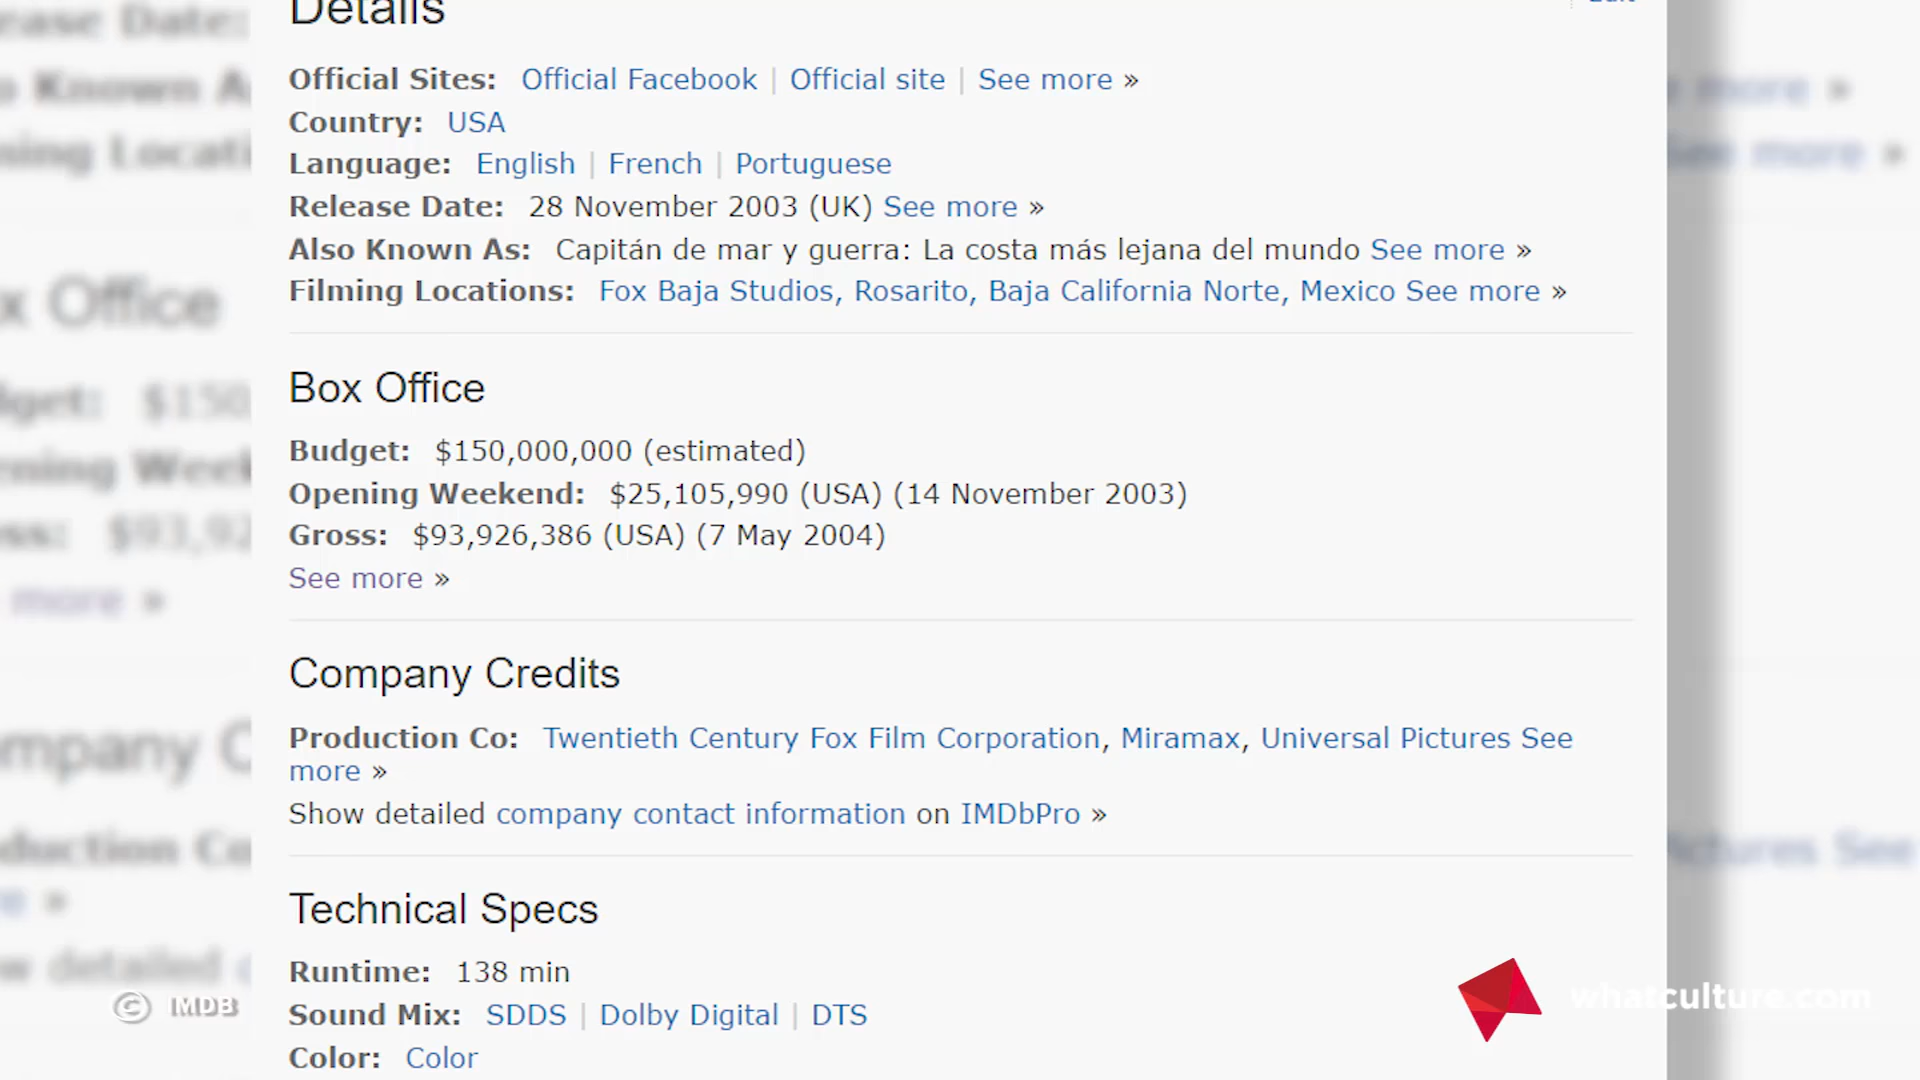 Details
Edit
Official Sites: Official Facebook | Official site | See more »
Country: USA
Language: English | French | Portuguese
Release Date: 28 November 2003 (UK) See more »
Also Known As: Capitán de mar y guerra: La costa más lejana del mundo See more »
Filming Locations: Fox Baja Studios, Rosarito, Baja California Norte, Mexico See more »
Box Office
Budget: $150,000,000 (estimated)
Opening Weekend: $25,105,990 (USA) (14 November 2003)
Gross: $93,926,386 (USA) (7 May 2004)
See more »
Company Credits
Production Co: Twentieth Century Fox Film Corporation, Miramax, Universal Pictures See
more »
Show detailed company contact information on IMDbPro »
Technical Specs
Runtime: 138 min
Sound Mix: SDDS | Dolby Digital | DTS
Color: Color
© IMDB
whatculture.com